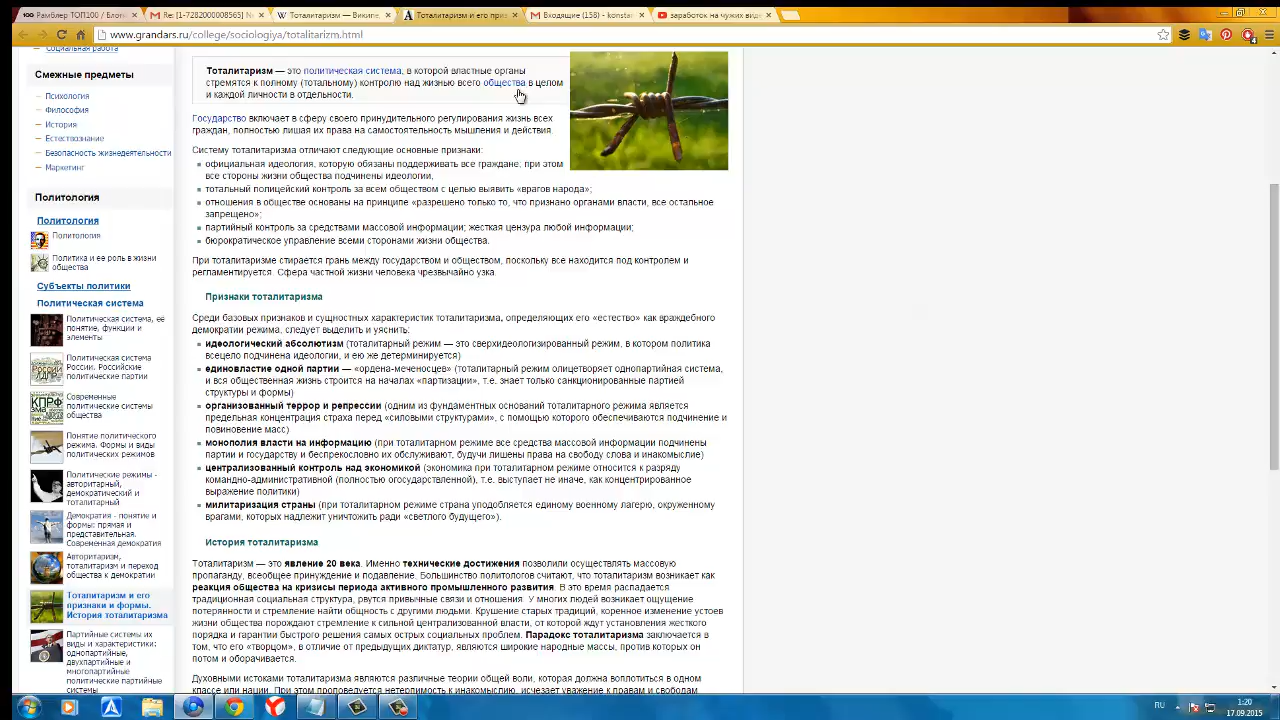 Рамблер ТОП100 / Блоги
Re: [1-7282000008565] N
Тоталитаризм — Википе
Тоталитаризм и его при
Входящие (158) - konstan
заработок на чужих вид
www.grandars.ru/college/sociologiya/totalitarizm.html
Социальная работа
Смежные предметы
Психология
Философия
История
Естествознание
Безопасность жизнедеятельности
Маркетинг
Политология
Политология
Политология
Политика и ее роль в жизни
общества
Субъекты политики
Политическая система
Политическая система, её
понятие, функции и
элементы
Политическая система
России. Российские
политические партии
Современные
политические системы
общества
Понятие политического
режима. Формы и виды
политических режимов
Политические режимы -
авторитарный,
демократический и
тоталитарный
Демократия - понятие и
формы: прямая и
представительная.
Современная демократия
Авторитаризм,
тоталитаризм и переход
общества к демократии
Тоталитаризм и его
признаки и формы.
История тоталитаризма
Партийные системы их
виды и характеристики:
однопартийные,
двухпартийные и
многопартийные
политические партийные
системы
Тоталитаризм — это политическая система, в которой властные органы
стремятся к полному (тотальному) контролю над жизнью всего общества в целом
и каждой личности в отдельности.
Государство включает в сферу своего принудительного регулирования жизнь всех
граждан, полностью лишая их права на самостоятельность мышления и действия.
Систему тоталитаризма отличают следующие основные признаки:
официальная идеология, которую обязаны поддерживать все граждане; при этом
все стороны жизни общества подчинены идеологии,
тотальный полицейский контроль за всем обществом с целью выявить «врагов народа»;
отношения в обществе основаны на принципе «разрешено только то, что признано органами власти, все остальное
запрещено»;
партийный контроль за средствами массовой информации; жесткая цензура любой информации;
бюрократическое управление всеми сторонами жизни общества.
При тоталитаризме стирается грань между государством и обществом, поскольку все находится под контролем и
регламентируется. Сфера частной жизни человека чрезвычайно узка.
Признаки тоталитаризма
Среди базовых признаков и сущностных характеристик тоталитаризма, определяющих его «естество» как враждебного
демократии режима, следует выделить и уяснить:
идеологический абсолютизм (тоталитарный режим — это сверхидеологизированный режим, в котором политика
всецело подчинена идеологии, и ею же детерминируется)
единовластие одной партии — «ордена-меченосцев» (тоталитарный режим олицетворяет однопартийная система,
и вся общественная жизнь строится на началах «партизации», т.е. знает только санкционированные партией
структуры и формы)
организованный террор и репрессии (одним из фундаментных оснований тоталитарного режима является
предельная концентрация страха перед «силовыми структурами», с помощью которого обеспечиваются подчинение и
повиновение масс)
монополия власти на информацию (при тоталитарном режиме все средства массовой информации подчинены
партии и государству и беспрекословно их обслуживают, будучи лишены права на свободу слова и инакомыслие)
централизованный контроль над экономикой (экономика при тоталитарном режиме относится к разряду
командно-административной (полностью огосударствленной), т.е. выступает не иначе, как концентрированное
выражение политики)
милитаризация страны (при тоталитарном режиме страна уподобляется единому военному лагерю, окруженному
врагами, которых надлежит уничтожить ради «светлого будущего»).
История тоталитаризма
Тоталитаризм — это явление 20 века. Именно технические достижения позволили осуществлять массовую
пропаганду, всеобщее принуждение и подавление. Большинство политологов считают, что тоталитаризм возникает как
реакция общества на кризисы периода активного промышленного развития. В это время распадается
традиционная социальная структура, рвутся привычные связи и отношения. У многих людей возникает ощущение
потерянности и стремление найти общность с другими людьми. Крушение старых традиций, коренное изменение устоев
жизни общества порождают стремление к сильной централизованной власти, от которой ждут установления жесткого
порядка и гарантии быстрого решения самых острых социальных проблем. Парадокс тоталитаризма заключается в
том, что его «творцом», в отличие от предыдущих диктатур, являются широкие народные массы, против которых он
потом и оборачивается.
Духовными истоками тоталитаризма являются различные теории общей воли, которая должна воплотиться в одном
классе или нации. При этом проповедуется нетерпимость к инакомыслию, исчезает уважение к правам и свободам
RU
1:20
17.09.2015